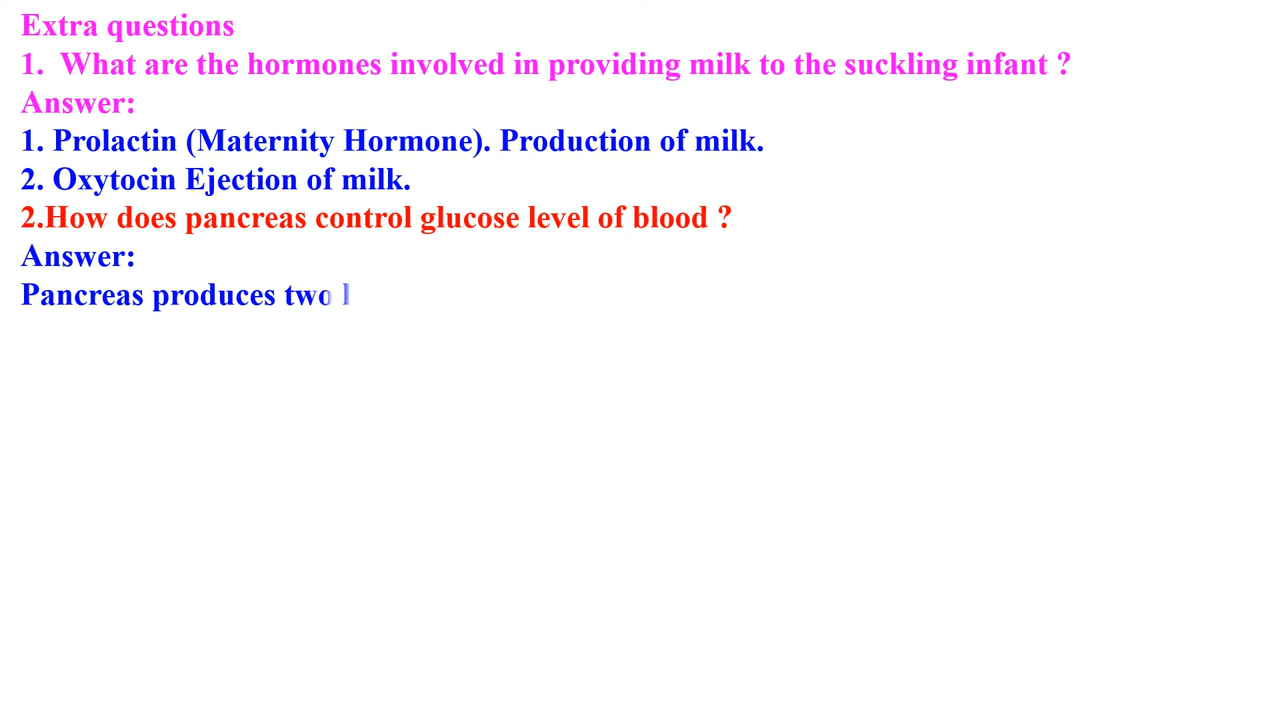 Extra questions
1.  What are the hormones involved in providing milk to the suckling infant ?
Answer:
1. Prolactin (Maternity Hormone). Production of milk.
2. Oxytocin Ejection of milk.
2.How does pancreas control glucose level of blood ?
Answer:
Pancreas produces two